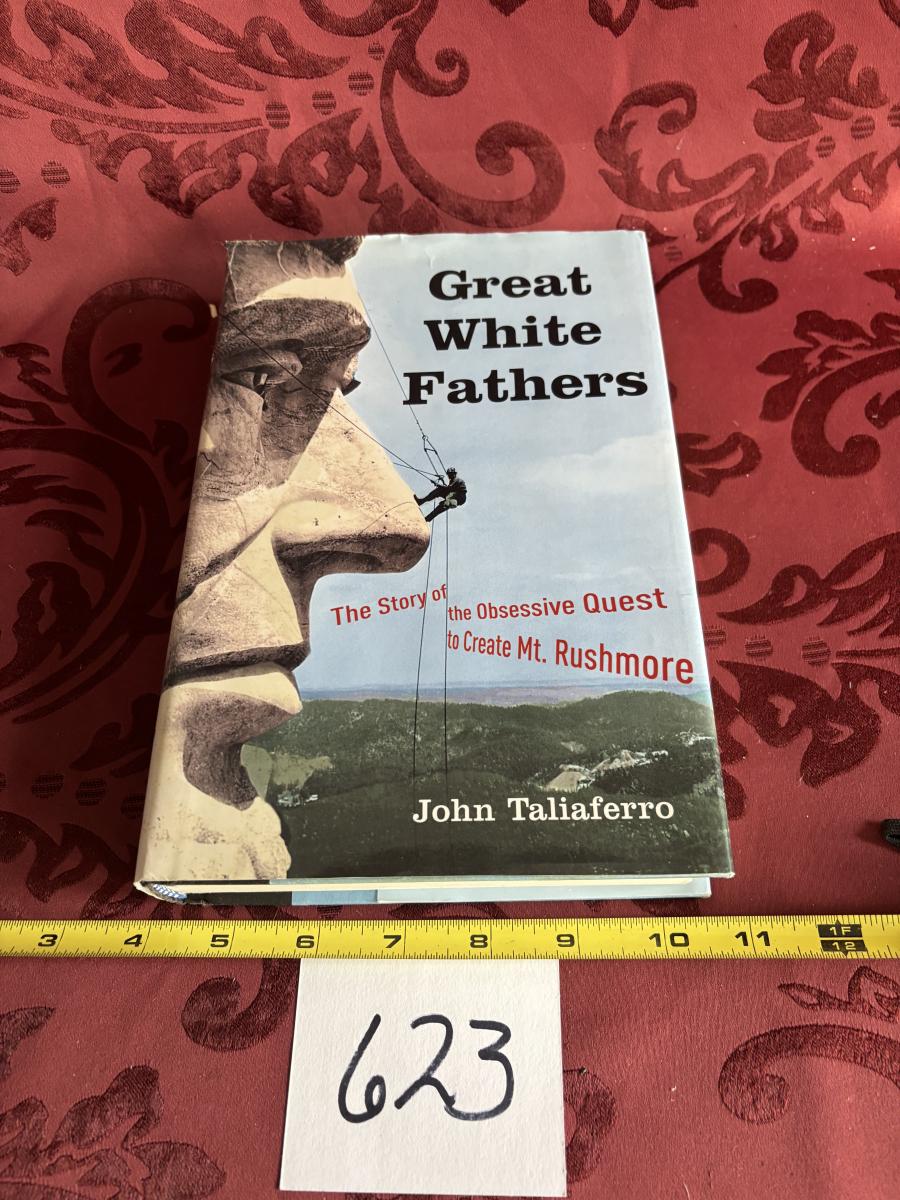 Great
White
Fathers
The Story of the Obsessive Quest
to Create Mt. Rushmore
John Taliaferro
3 4 5 6 7 8 9 10 11 1F
12
623